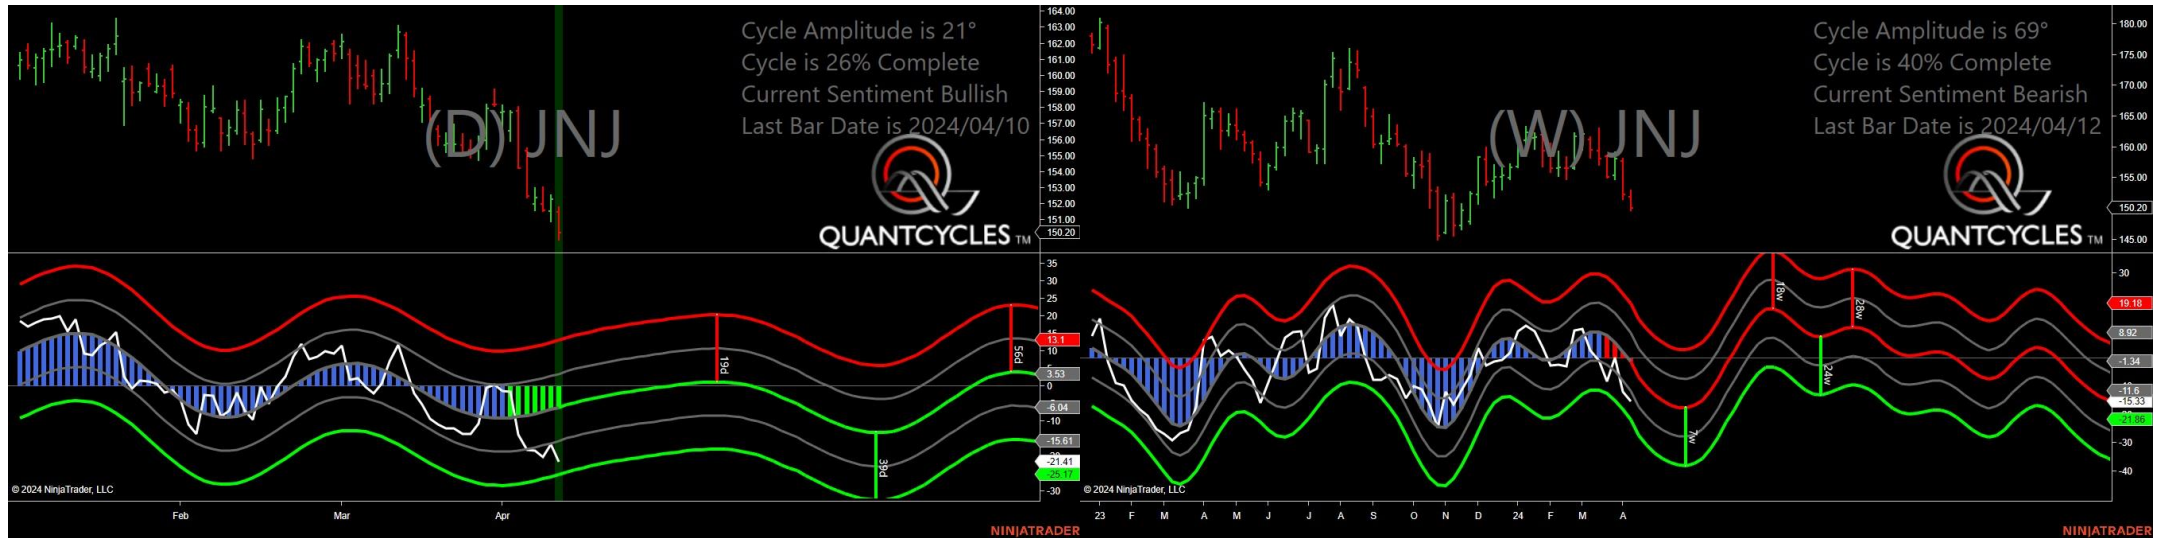 Cycle Amplitude is 21°
Cycle is 26% Complete
Current Sentiment Bullish
Last Bar Date is 2024/04/10
(D) JNJ
QUANTCYCLES TM
164.00
163.00
162.00
161.00
160.00
159.00
158.00
157.00
156.00
155.00
154.00
153.00
152.00
151.00
150.20
35
30
25
20
15
13.1
10
5
3.53
0
-6.04
-10
-15.61
-21.41
-25.17
-30
19d
39d
56d
© 2024 NinjaTrader, LLC
Feb
Mar
Apr
NINJATRADER
Cycle Amplitude is 69°
Cycle is 40% Complete
Current Sentiment Bearish
Last Bar Date is 2024/04/12
(W) JNJ
QUANTCYCLES TM
180.00
175.00
170.00
165.00
160.00
155.00
150.20
145.00
30
19.18
8.92
-1.34
-11.6
-15.33
-21.86
-30
-40
18w
28w
24w
7w
© 2024 NinjaTrader, LLC
23 F M A M J J A S O N D 24 F M A
NINJATRADER